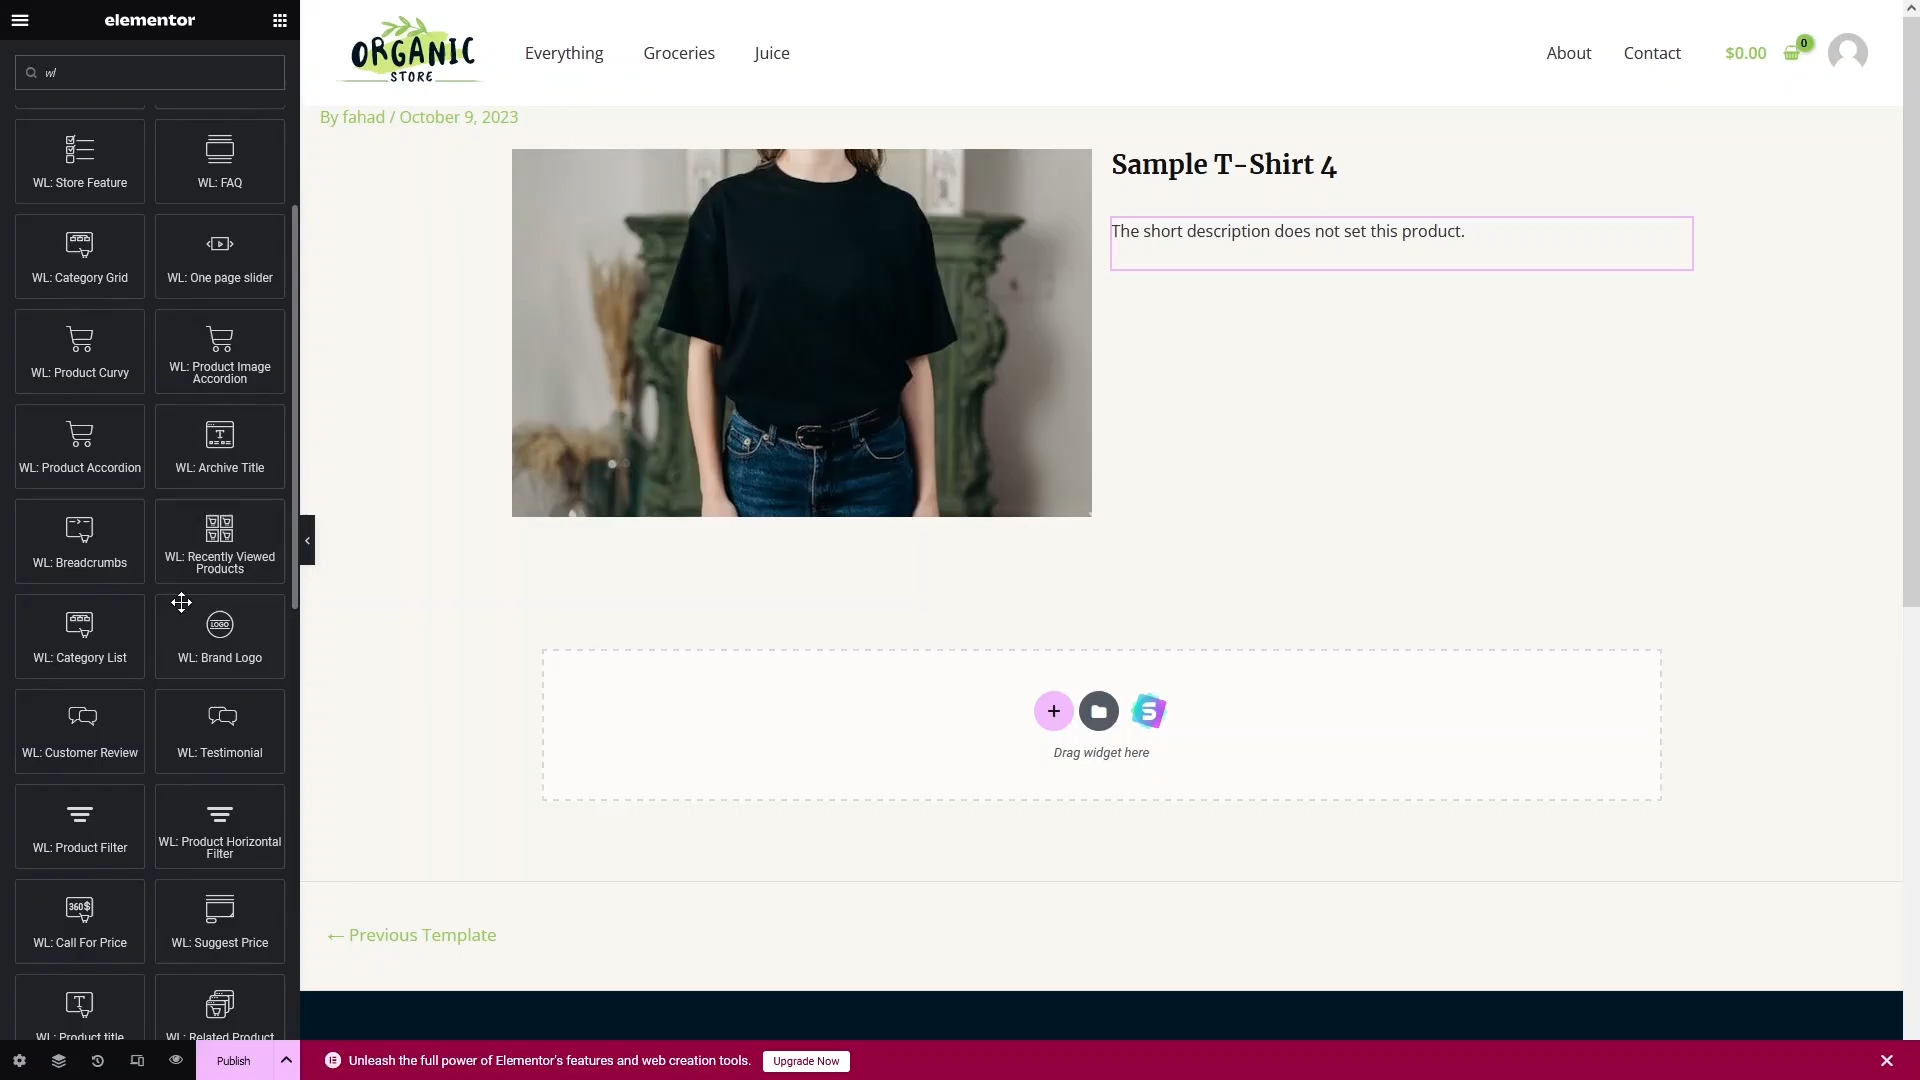 elementor
wl
WL: Store Feature
WL: FAQ
WL: Category Grid
WL: One page slider
WL: Product Curvy
WL: Product Image
Accordion
WL: Product Accordion
WL: Archive Title
WL: Breadcrumbs
WL: Recently Viewed
Products
WL: Category List
LOGO
WL: Brand Logo
WL: Customer Review
WL: Testimonial
WL: Product Filter
WL: Product Horizontal
Filter
360$
WL: Call For Price
WL: Suggest Price
WL: Product title
WL: Related Product
Publish
ORGANIC
STORE
Everything
Groceries
Juice
About
Contact
$0.00
0
By fahad / October 9, 2023
Sample T-Shirt 4
The short description does not set this product.
Drag widget here
← Previous Template
Unleash the full power of Elementor's features and web creation tools.
Upgrade Now